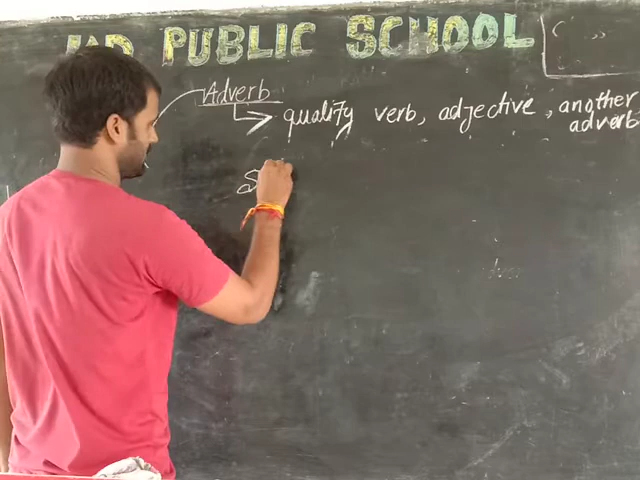 PUBLIC SCHOOL
Adverb
qualify verb, adjective, another
adverb
S